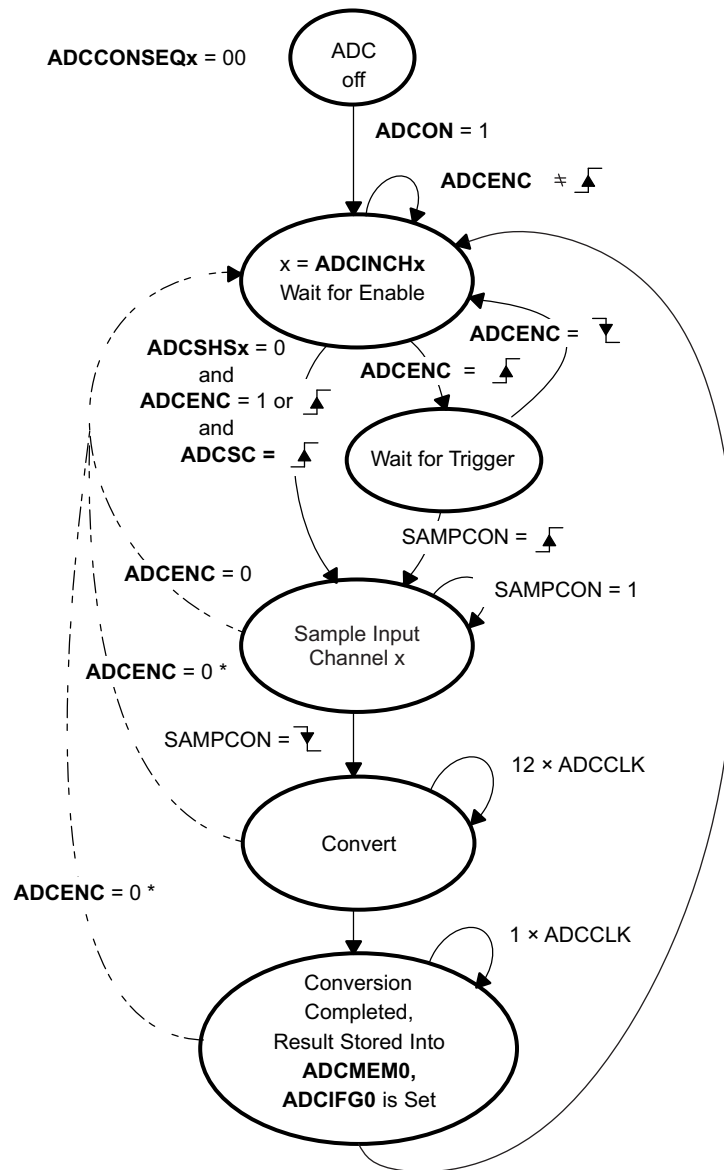 ADCCONSEQx = 00
ADC
off
ADCON = 1
ADCENC ≠
x = ADCINCHx
Wait for Enable
ADCSHSx = 0
and
ADCENC = 1 or
and
ADCSC =
ADCENC =
ADCENC =
Wait for Trigger
SAMPCON =
ADCENC = 0
SAMPCON = 1
Sample Input
Channel x
ADCENC = 0 *
SAMPCON =
12 × ADCCLK
Convert
ADCENC = 0 *
1 × ADCCLK
Conversion
Completed,
Result Stored Into
ADCMEM0,
ADCIFG0 is Set